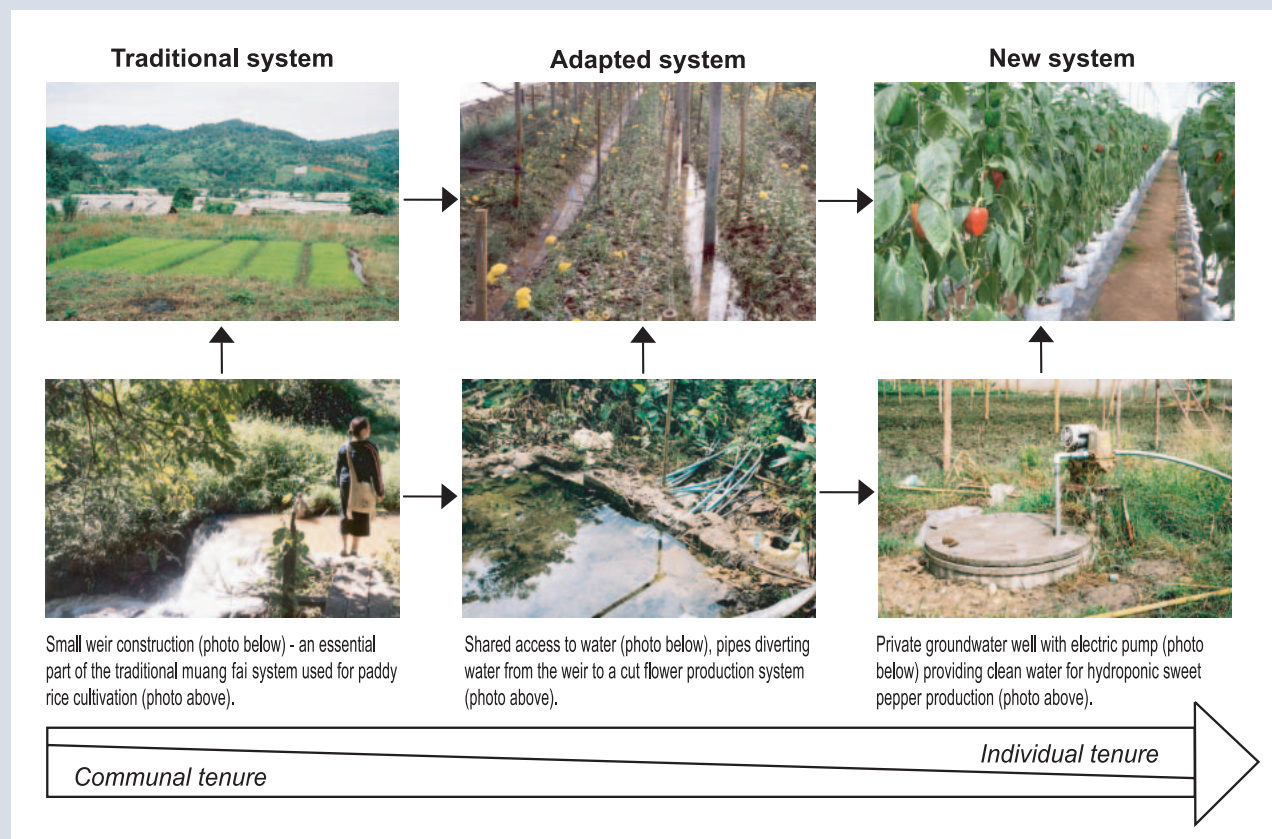 Traditional system
Adapted system
New system
Small weir construction (photo below) - an essential
part of the traditional muang fai system used for paddy
rice cultivation (photo above).
Shared access to water (photo below), pipes diverting
water from the weir to a cut flower production system
(photo above).
Private groundwater well with electric pump (photo
below) providing clean water for hydroponic sweet
pepper production (photo above).
Individual tenure
Communal tenure